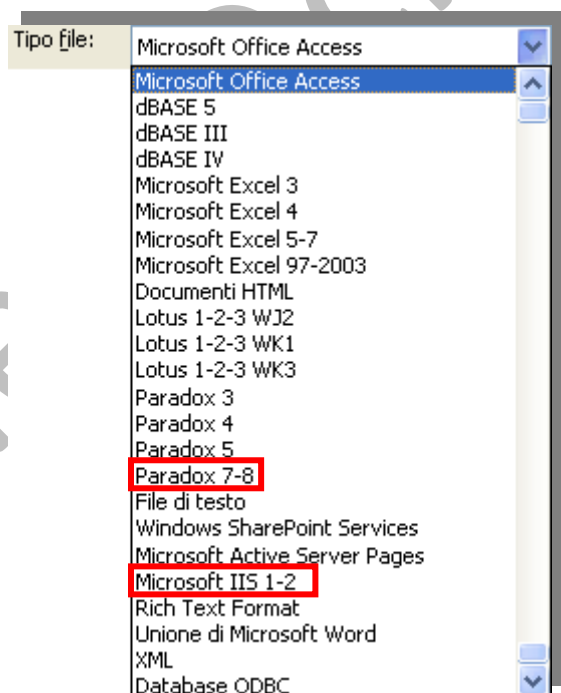 Tipo file:
Microsoft Office Access
Microsoft Office Access
dBASE 5
dBASE III
dBASE IV
Microsoft Excel 3
Microsoft Excel 4
Microsoft Excel 5-7
Microsoft Excel 97-2003
Documenti HTML
Lotus 1-2-3 WJ2
Lotus 1-2-3 WK1
Lotus 1-2-3 WK3
Paradox 3
Paradox 4
Paradox 5
Paradox 7-8
File di testo
Windows SharePoint Services
Microsoft Active Server Pages
Microsoft IIS 1-2
Rich Text Format
Unione di Microsoft Word
XML
Database ODBC